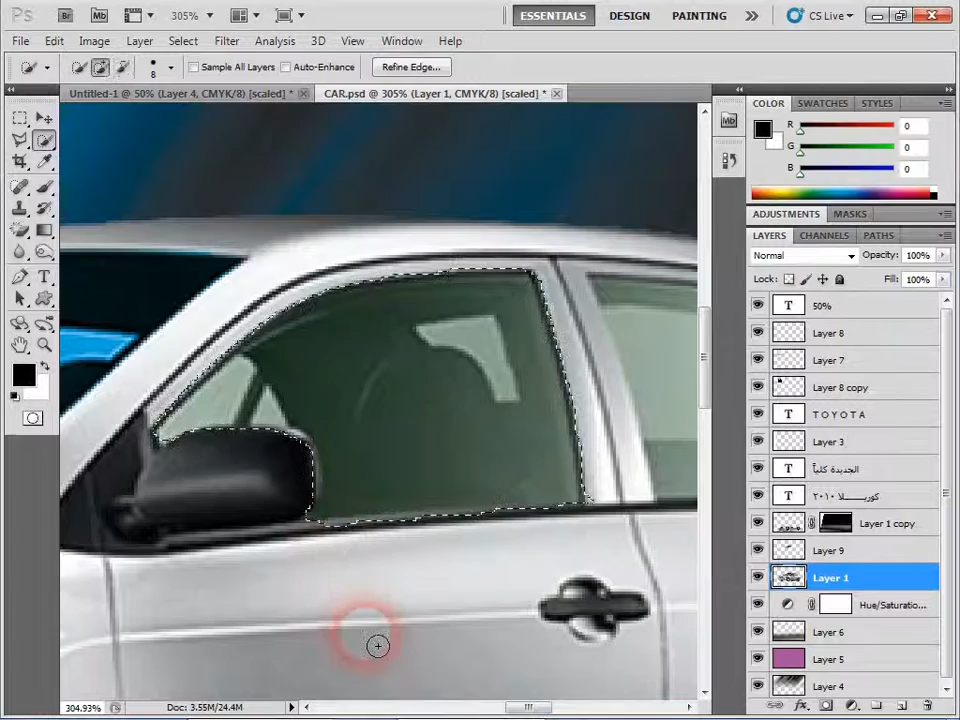 Ps Br Mb 305% ESSENTIALS DESIGN PAINTING CS Live
File Edit Image Layer Select Filter Analysis 3D View Window Help
8 Sample All Layers Auto-Enhance Refine Edge...
Untitled-1 @ 50% (Layer 4, CMYK/8) [scaled] * CAR.psd @ 305% (Layer 1, CMYK/8) [scaled] *
COLOR SWATCHES STYLES
Mb
R 0
G 0
B 0
ADJUSTMENTS MASKS
LAYERS CHANNELS PATHS
Normal Opacity: 100%
Lock: Fill: 100%
T 50%
Layer 8
Layer 7
Layer 8 copy
T T O Y O T A
Layer 3
T الجديدة كلياً
T كورييـــــلا ٢٠١٠
Layer 1 copy
Layer 9
Layer 1
Hue/Saturatio...
Layer 6
Layer 5
Layer 4
304.93% Doc: 3.55M/24.4M